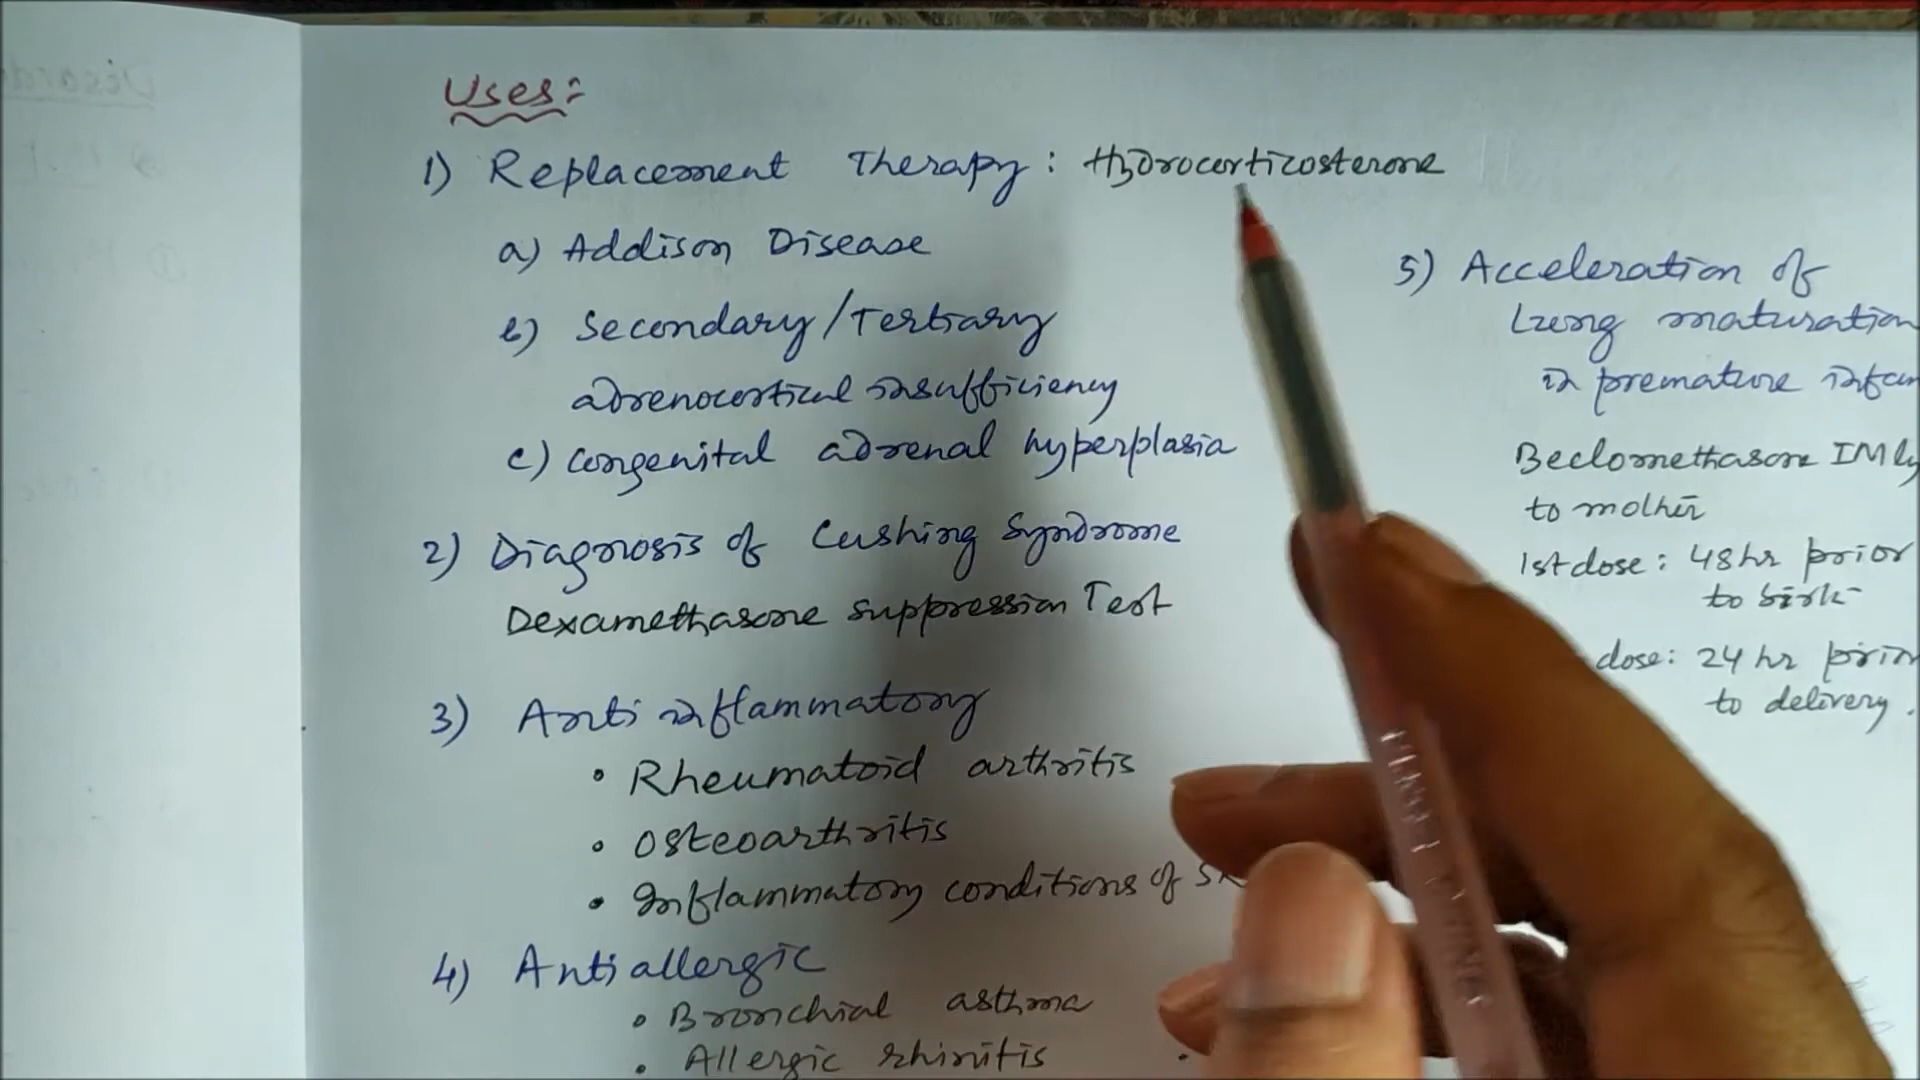 Uses:
1) Replacement Therapy: Hydrocorticosterone
a) Addison Disease
b) Secondary/Tertiary
adrenocortical insufficiency
c) congenital adrenal hyperplasia
2) Diagnosis of Cushing Syndrome
Dexamethasone suppression Test
3) Anti inflammatory
• Rheumatoid arthritis
• Osteoarthritis
• Inflammatory conditions of
4) Anti allergic
• Bronchial asthma
• Allergic rhinitis
5) Acceleration of
Lung maturation
in premature
Beclomethasone IM
to mother
1st dose: 48hr prior
to birth
dose: 24 hr prior
to delivery.